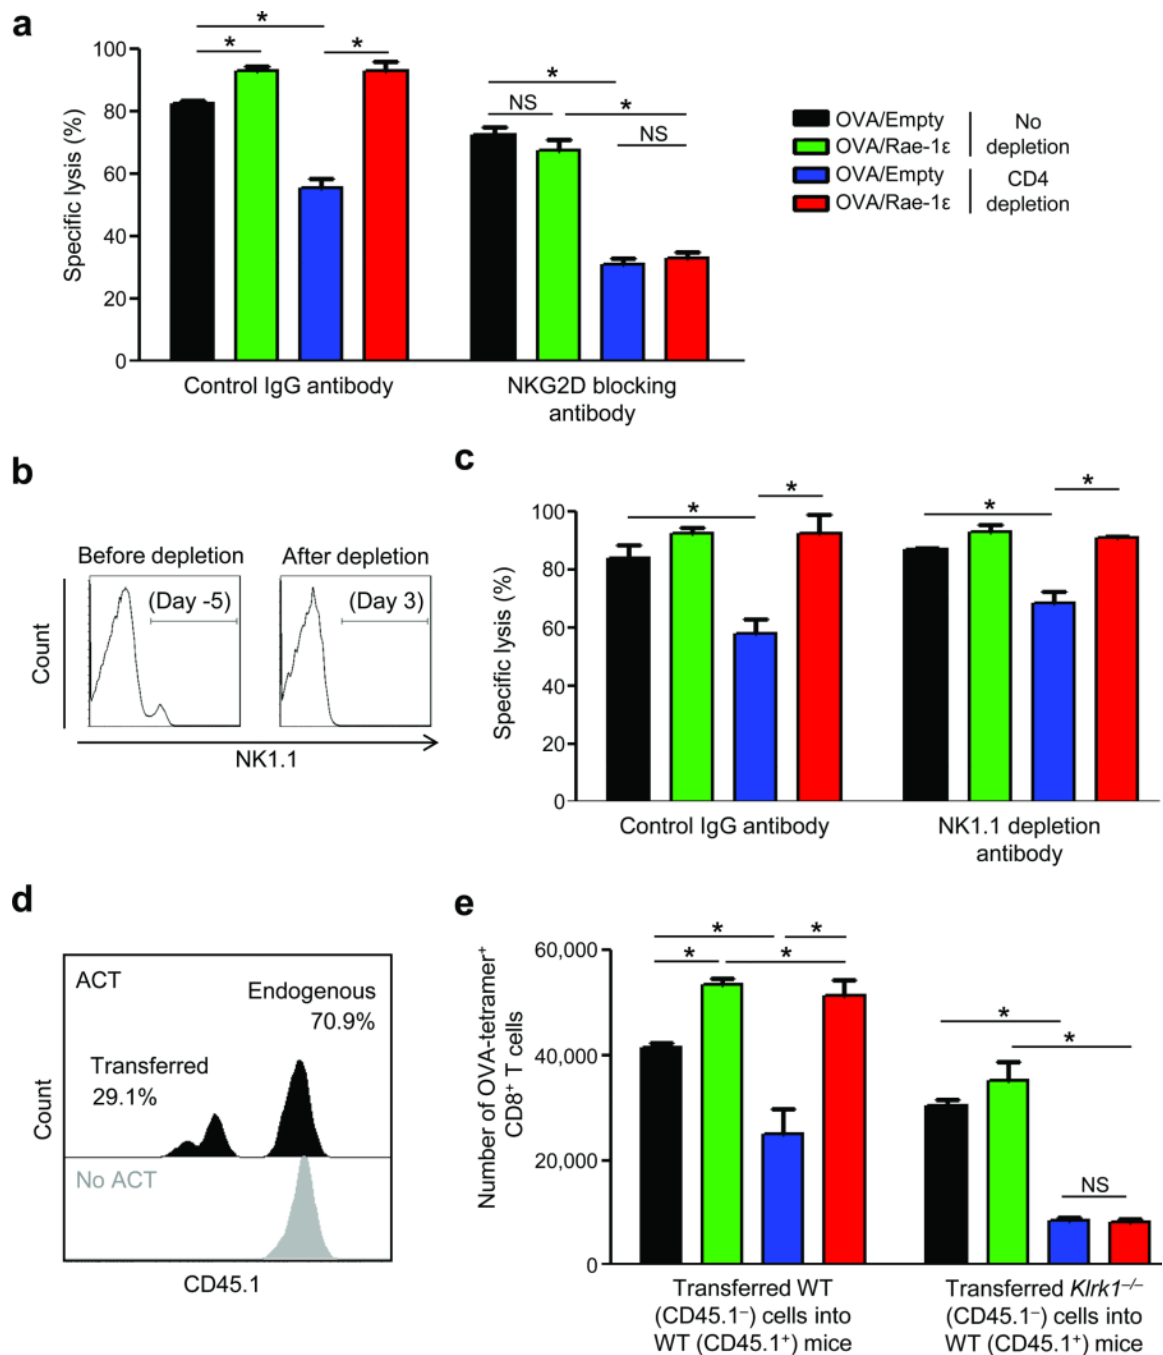 a
*
*
*
*
NS
*
NS
*
100
80
60
40
20
0
Specific lysis (%)
Control IgG antibody
NKG2D blocking
antibody
OVA/Empty
OVA/Rae-1ε
No
depletion
OVA/Empty
OVA/Rae-1ε
CD4
depletion
b
Before depletion
After depletion
(Day -5)
(Day 3)
Count
NK1.1
c
*
*
*
*
100
80
60
40
20
0
Specific lysis (%)
Control IgG antibody
NK1.1 depletion
antibody
d
ACT
Endogenous
70.9%
Transferred
29.1%
No ACT
Count
CD45.1
e
*
*
*
*
*
*
NS
60,000
40,000
20,000
0
Number of OVA-tetramer⁺
CD8⁺ T cells
Transferred WT
(CD45.1⁻) cells into
WT (CD45.1⁺) mice
Transferred Klrk1⁻/⁻
(CD45.1⁻) cells into
WT (CD45.1⁺) mice